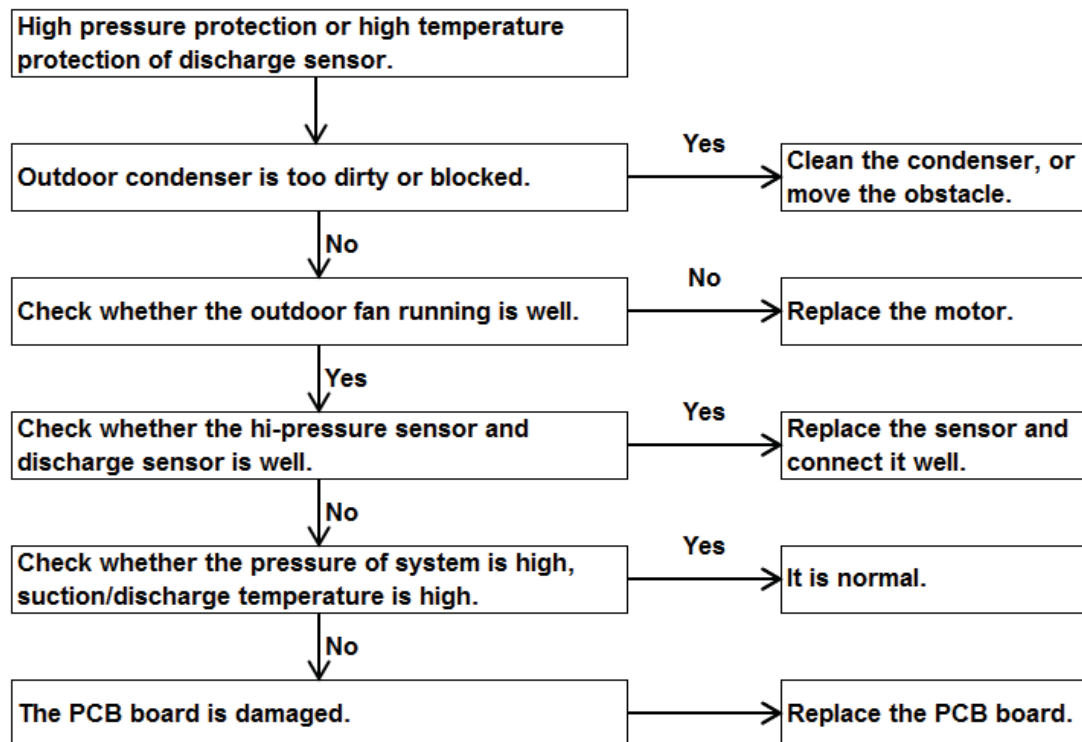 High pressure protection or high temperature
protection of discharge sensor.
Outdoor condenser is too dirty or blocked.
Yes
Clean the condenser, or
move the obstacle.
No
Check whether the outdoor fan running is well.
No
Replace the motor.
Yes
Check whether the hi-pressure sensor and
discharge sensor is well.
Yes
Replace the sensor and
connect it well.
No
Check whether the pressure of system is high,
suction/discharge temperature is high.
Yes
It is normal.
No
The PCB board is damaged.
Replace the PCB board.